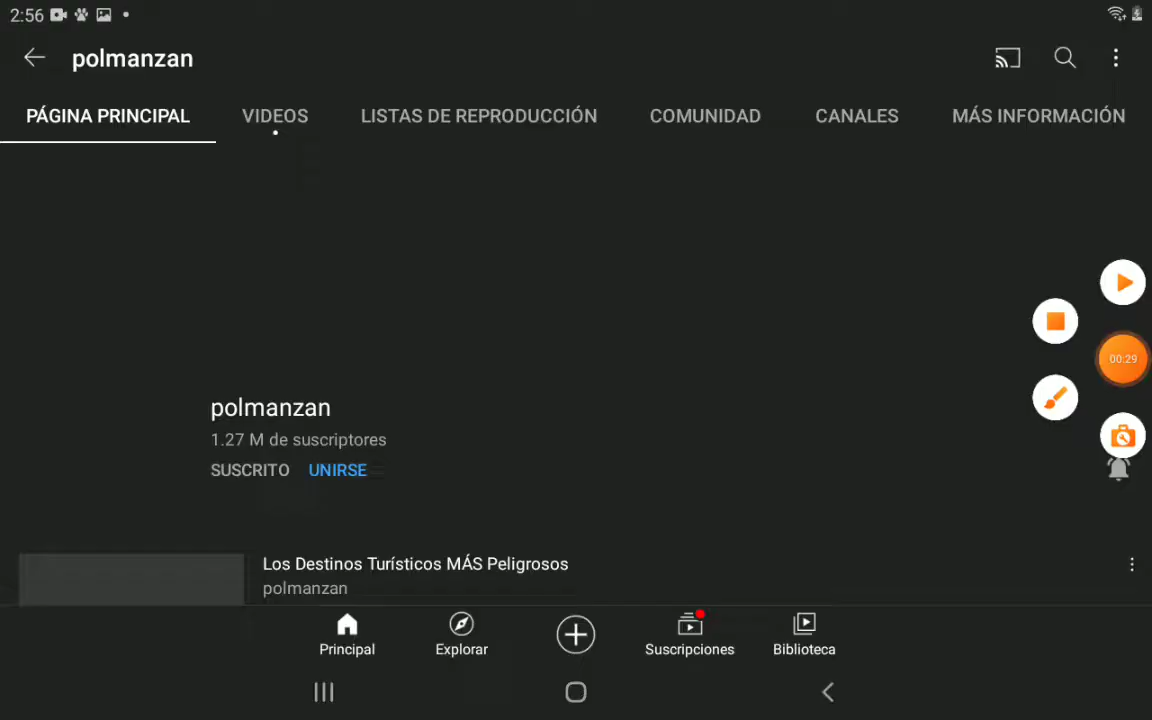 2:56
polmanzan
PÁGINA PRINCIPAL VIDEOS LISTAS DE REPRODUCCIÓN COMUNIDAD CANALES MÁS INFORMACIÓN
00:29
polmanzan
1.27 M de suscriptores
SUSCRITO UNIRSE
Los Destinos Turísticos MÁS Peligrosos
polmanzan
Principal Explorar Suscripciones Biblioteca